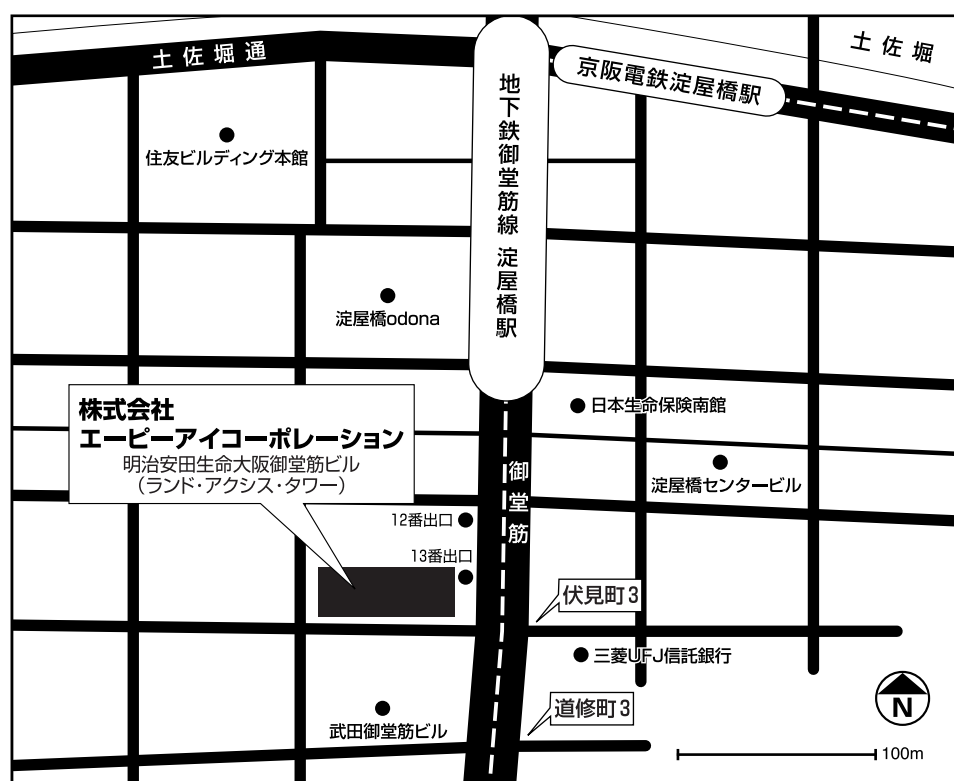 土佐堀通
土佐堀
京阪電鉄淀屋橋駅
地下鉄御堂筋線 淀屋橋駅
住友ビルディング本館
淀屋橋odona
株式会社
エーピーアイコーポレーション
明治安田生命大阪御堂筋ビル
（ランド・アクシス・タワー）
日本生命保険南館
淀屋橋センタービル
御堂筋
12番出口
13番出口
伏見町3
三菱UFJ信託銀行
道修町3
武田御堂筋ビル
N
100m